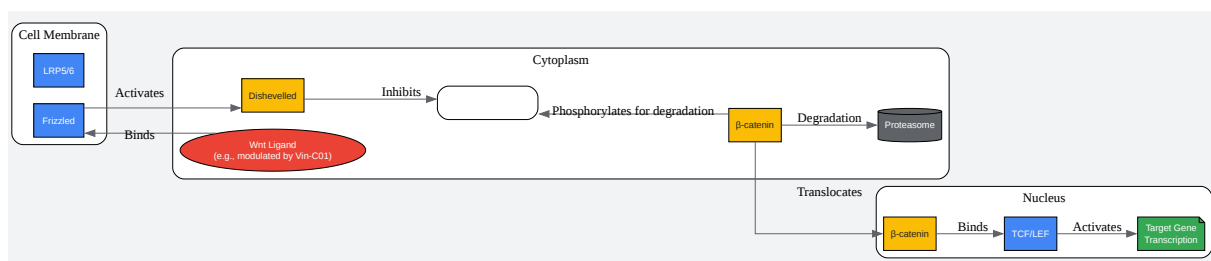 Cell Membrane
LRP5/6
Frizzled
Activates
Binds
Cytoplasm
Dishevelled
Inhibits
Wnt Ligand
(e.g., modulated by Vin-C01)
Phosphorylates for degradation
β-catenin
Degradation
Proteasome
Translocates
Nucleus
β-catenin
Binds
TCF/LEF
Activates
Target Gene
Transcription